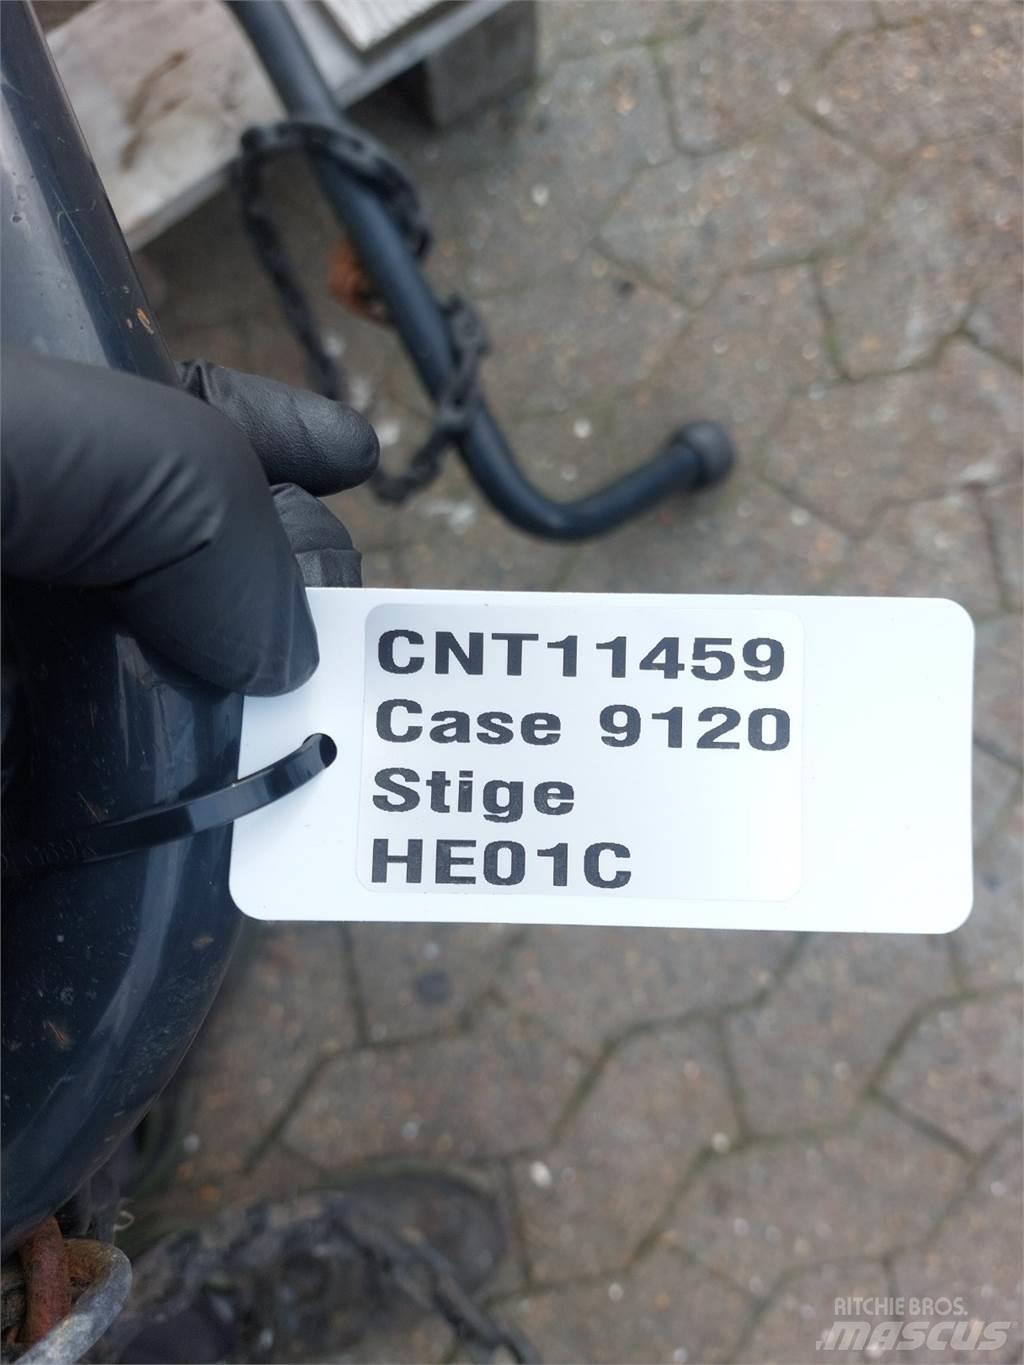 CNT11459
Case 9120
Stige
HE01C
RITCHIE BROS.
MASCUS